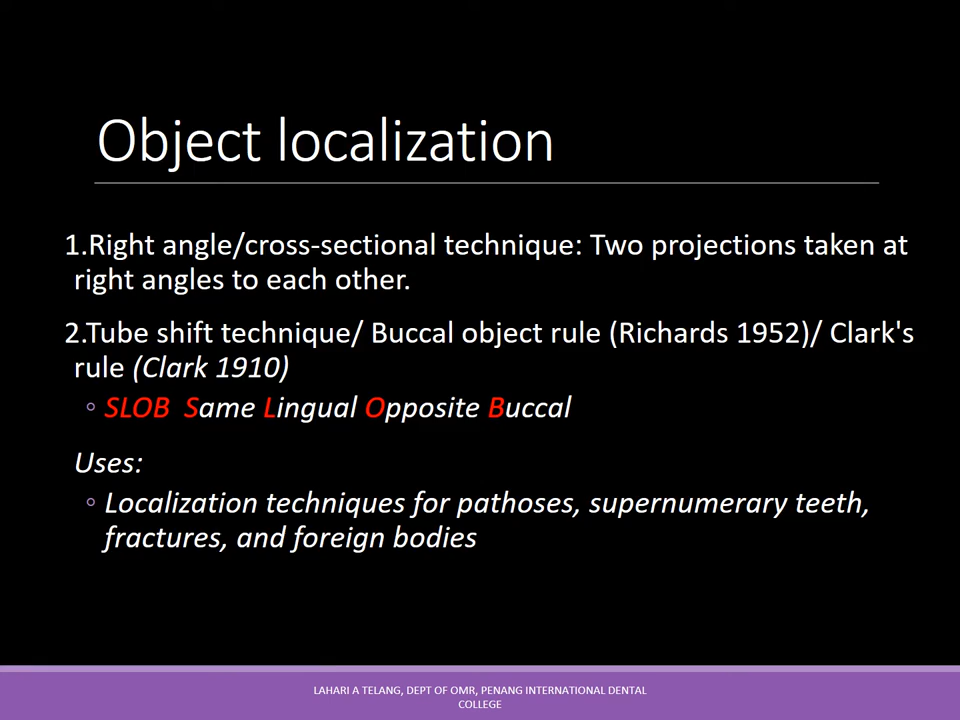 Object localization
1.Right angle/cross-sectional technique: Two projections taken at
right angles to each other.
2.Tube shift technique/ Buccal object rule (Richards 1952)/ Clark's
rule (Clark 1910)
◦ SLOB Same Lingual Opposite Buccal
Uses:
◦ Localization techniques for pathoses, supernumerary teeth,
fractures, and foreign bodies
LAHARI A TELANG, DEPT OF OMR, PENANG INTERNATIONAL DENTAL
COLLEGE